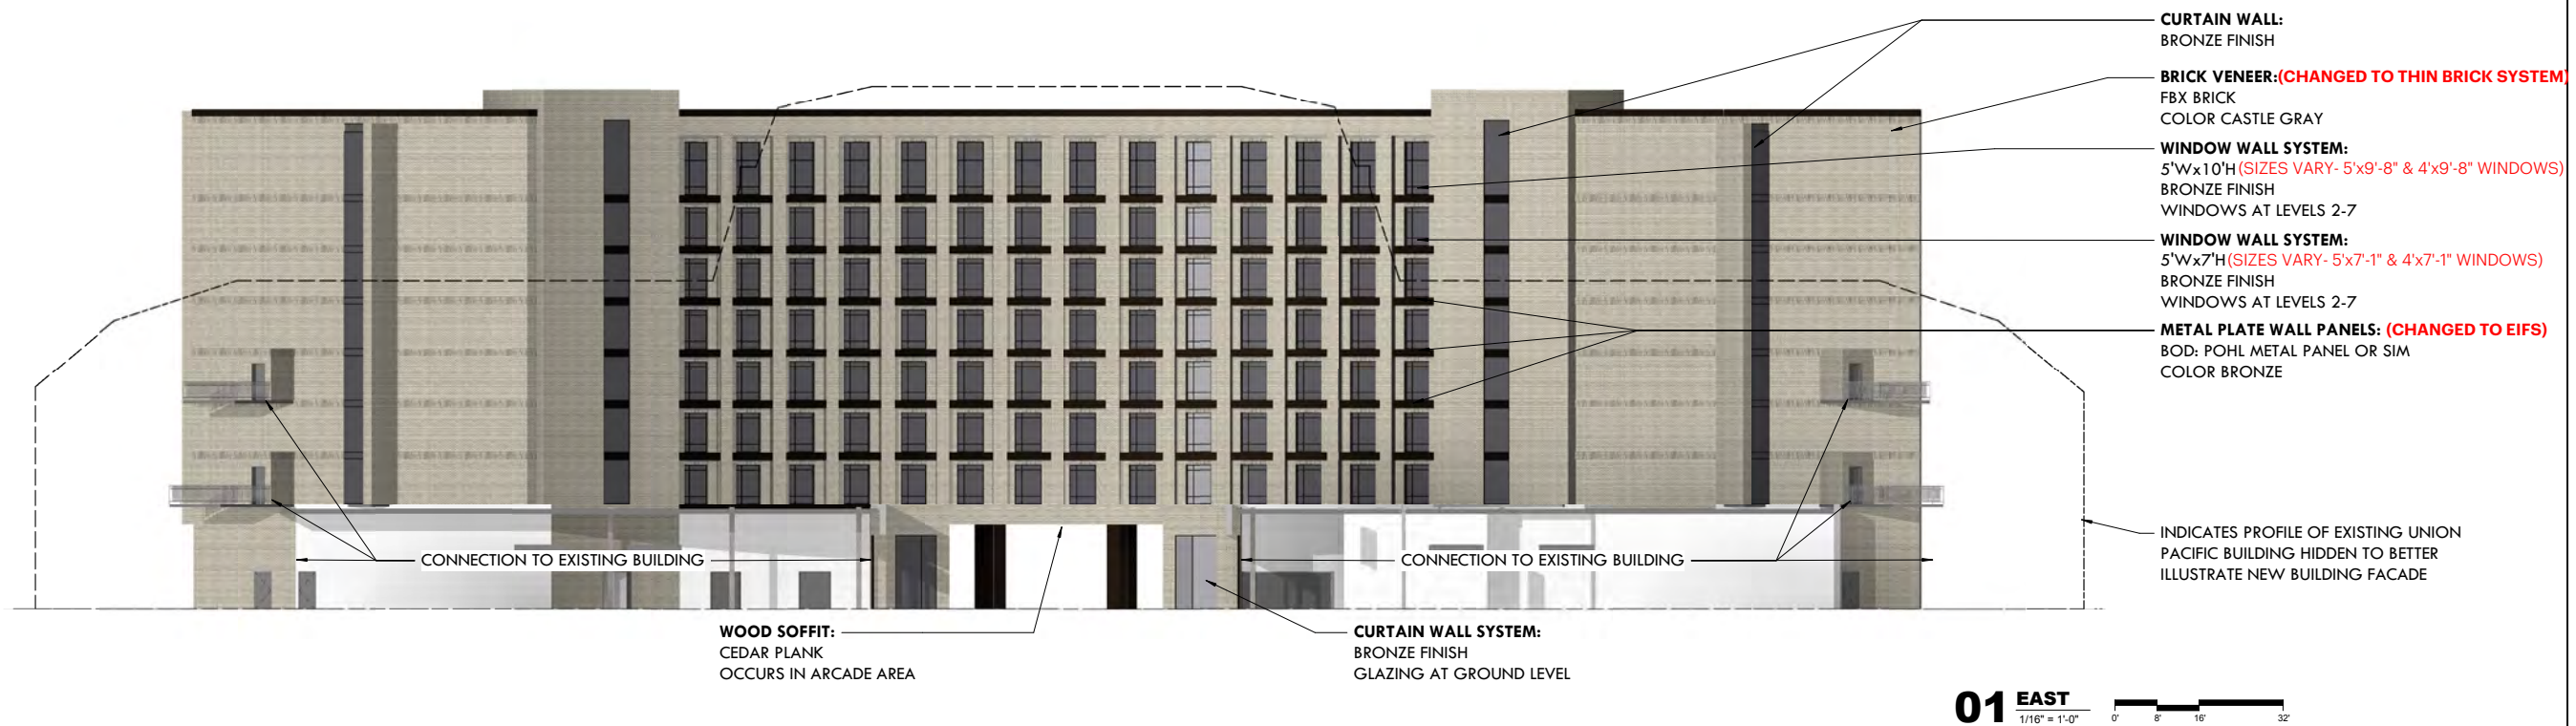 CURTAIN WALL:
BRONZE FINISH
BRICK VENEER:(CHANGED TO THIN BRICK SYSTEM)
FBX BRICK
COLOR CASTLE GRAY
WINDOW WALL SYSTEM:
5'Wx10'H(SIZES VARY- 5'x9'-8" & 4'x9'-8" WINDOWS)
BRONZE FINISH
WINDOWS AT LEVELS 2-7
WINDOW WALL SYSTEM:
5'Wx7'H(SIZES VARY- 5'x7'-1" & 4'x7'-1" WINDOWS)
BRONZE FINISH
WINDOWS AT LEVELS 2-7
METAL PLATE WALL PANELS: (CHANGED TO EIFS)
BOD: POHL METAL PANEL OR SIM
COLOR BRONZE
INDICATES PROFILE OF EXISTING UNION
PACIFIC BUILDING HIDDEN TO BETTER
ILLUSTRATE NEW BUILDING FACADE
CONNECTION TO EXISTING BUILDING
CONNECTION TO EXISTING BUILDING
WOOD SOFFIT:
CEDAR PLANK
OCCURS IN ARCADE AREA
CURTAIN WALL SYSTEM:
BRONZE FINISH
GLAZING AT GROUND LEVEL
01 EAST
1/16" = 1'-0"
0' 8' 16' 32'